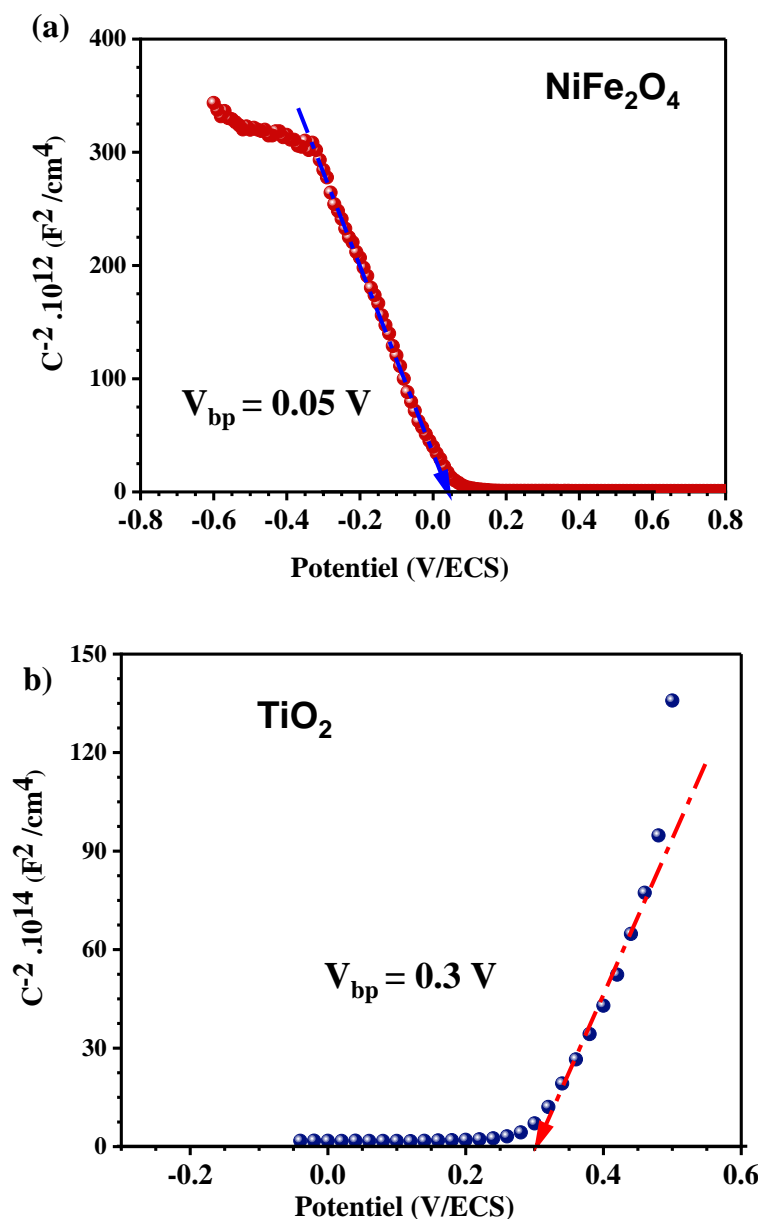 (a)
NiFe₂O₄
C⁻² .10¹² (F² /cm⁴)
400
300
200
100
0
V_bp = 0.05 V
-0.8 -0.6 -0.4 -0.2 0.0 0.2 0.4 0.6 0.8
Potentiel (V/ECS)
b)
TiO₂
C⁻² .10¹⁴ (F² /cm⁴)
150
120
90
60
30
0
V_bp = 0.3 V
-0.2 0.0 0.2 0.4 0.6
Potentiel (V/ECS)